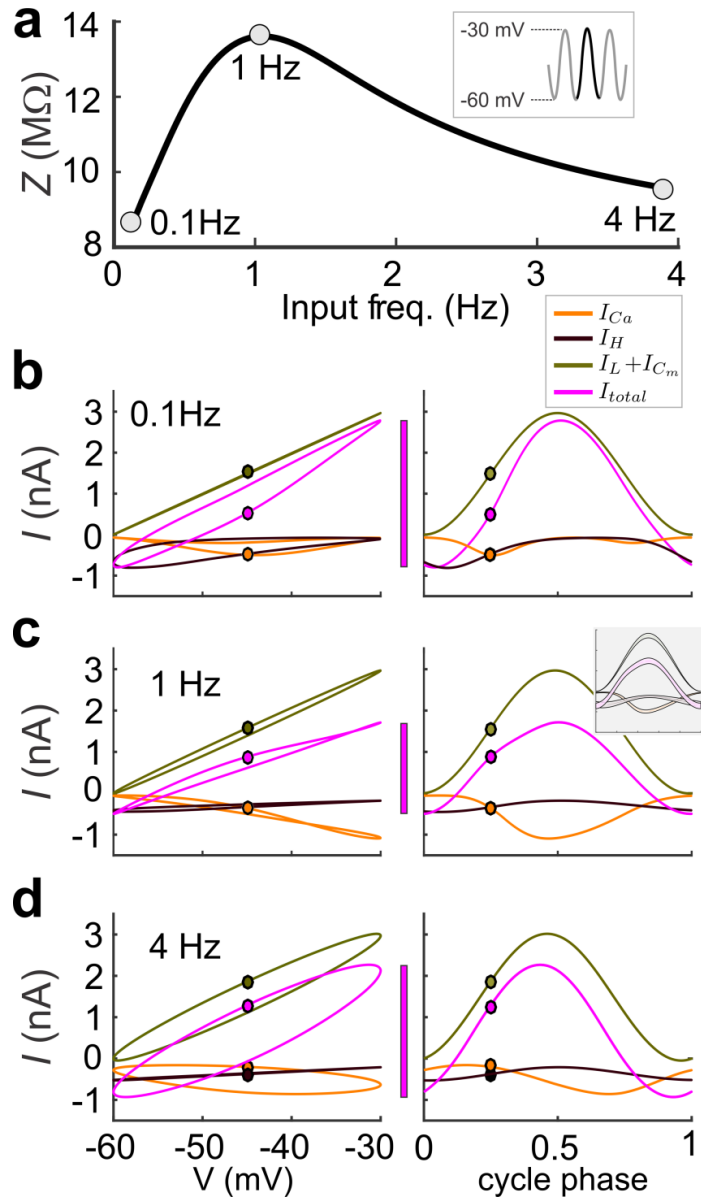 a
14
12
10
8
Z (MΩ)
0.1Hz
1 Hz
4 Hz
-30 mV
-60 mV
0
1
2
3
4
Input freq. (Hz)
I_Ca
I_H
I_L + I_Cm
I_total
b
0.1Hz
3
2
1
0
-1
I (nA)
c
1 Hz
3
2
1
0
-1
I (nA)
d
4 Hz
3
2
1
0
-1
I (nA)
-60
-50
-40
-30
V (mV)
0
0.5
1
cycle phase